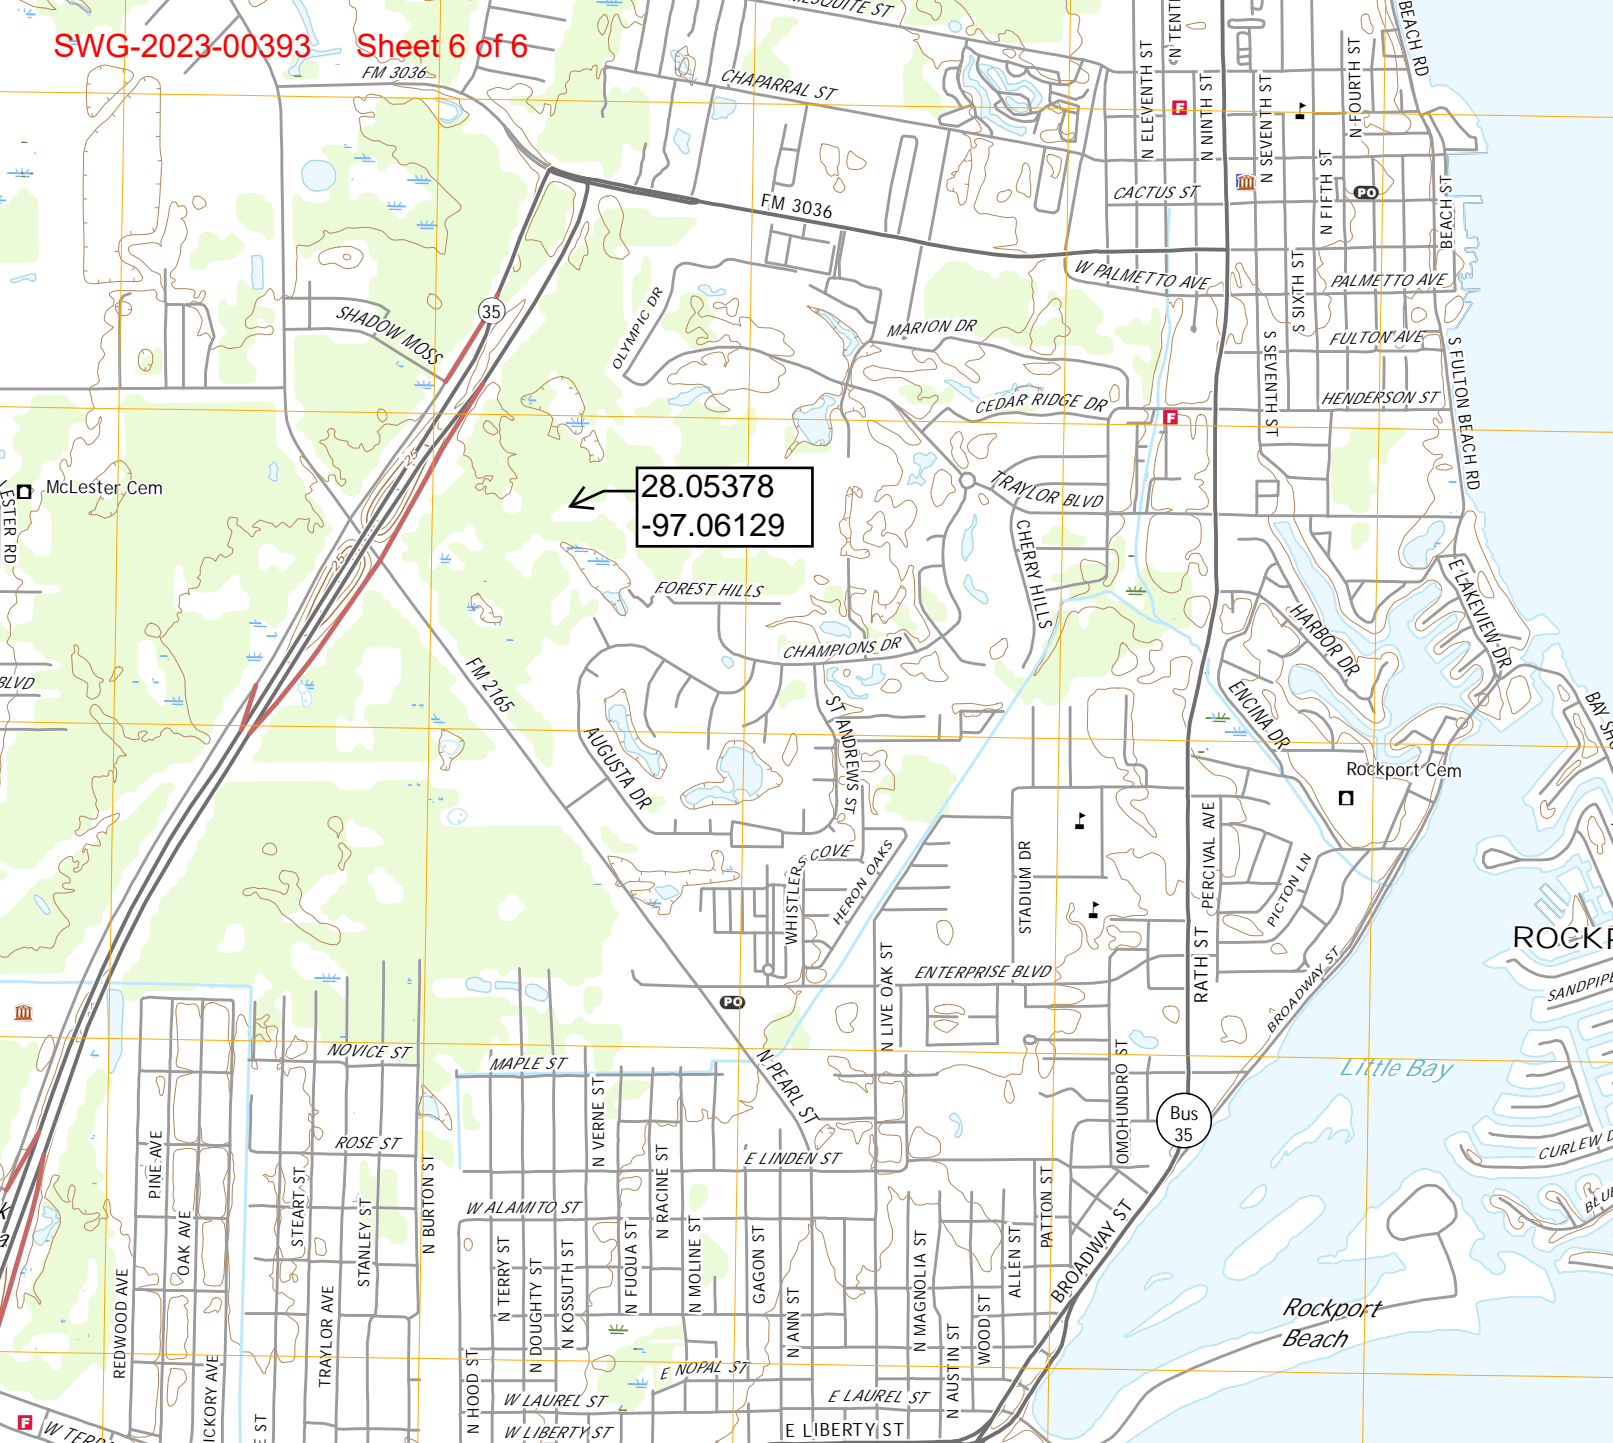 SWG-2023-00393 Sheet 6 of 6
FM 3036
CHAPARRAL ST
N ELEVENTH ST
N NINTH ST
N SEVENTH ST
N FOURTH ST
BEACH RD
F
CACTUS ST
N FIFTH ST
PO
BEACH ST
FM 3036
W PALMETTO AVE
PALMETTO AVE
S SIXTH ST
35
SHADOW MOSS
OLYMPIC DR
MARION DR
FULTON AVE
S SEVENTH ST
S FULTON BEACH RD
CEDAR RIDGE DR
HENDERSON ST
F
25
McLester Cem
28.05378
-97.06129
TRAYLOR BLVD
CHERRY HILLS
25
FOREST HILLS
E LAKEVIEW DR
HARBOR DR
CHAMPIONS DR
BLVD
FM 2165
ST ANDREWS ST
ENCINA DR
AUGUSTA DR
Rockport Cem
WHISTLERS COVE
HERON OAKS
STADIUM DR
PERCIVAL AVE
PICTON LN
N LIVE OAK ST
ENTERPRISE BLVD
RATH ST
BROADWAY ST
PO
NOVICE ST
MAPLE ST
N PEARL ST
Little Bay
N VERNE ST
OMOHUNDRO ST
Bus
35
PINE AVE
ROSE ST
N RACINE ST
E LINDEN ST
CURLEW
STEART ST
STANLEY ST
N BURTON ST
W ALAMITO ST
PATTON ST
OAK AVE
N TERRY ST
N DOUGHTY ST
N KOSSUTH ST
N FUQUA ST
N MOLINE ST
GAGON ST
N MAGNOLIA ST
ALLEN ST
BROADWAY ST
REDWOOD AVE
TRAYLOR AVE
N ANN ST
WOOD ST
Rockport
Beach
N HOOD ST
E NOPAL ST
N AUSTIN ST
W LAUREL ST
E LAUREL ST
F
W LIBERTY ST
E LIBERTY ST